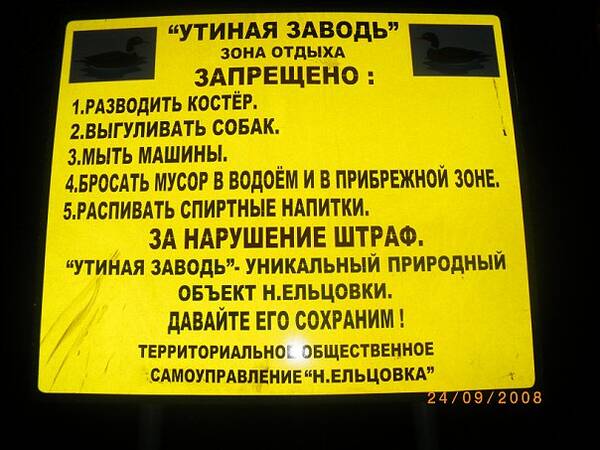 "УТИНАЯ ЗАВОДЬ"
ЗОНА ОТДЫХА
ЗАПРЕЩЕНО :
1.РАЗВОДИТЬ КОСТЁР.
2.ВЫГУЛИВАТЬ СОБАК.
3.МЫТЬ МАШИНЫ.
4.БРОСАТЬ МУСОР В ВОДОЁМ И В ПРИБРЕЖНОЙ ЗОНЕ.
5.РАСПИВАТЬ СПИРТНЫЕ НАПИТКИ.
ЗА НАРУШЕНИЕ ШТРАФ.
"УТИНАЯ ЗАВОДЬ"- УНИКАЛЬНЫЙ ПРИРОДНЫЙ
ОБЪЕКТ Н.ЕЛЬЦОВКИ.
ДАВАЙТЕ ЕГО СОХРАНИМ !
ТЕРРИТОРИАЛЬНОЕ ОБЩЕСТВЕННОЕ
САМОУПРАВЛЕНИЕ "Н.ЕЛЬЦОВКА"
24/09/2008